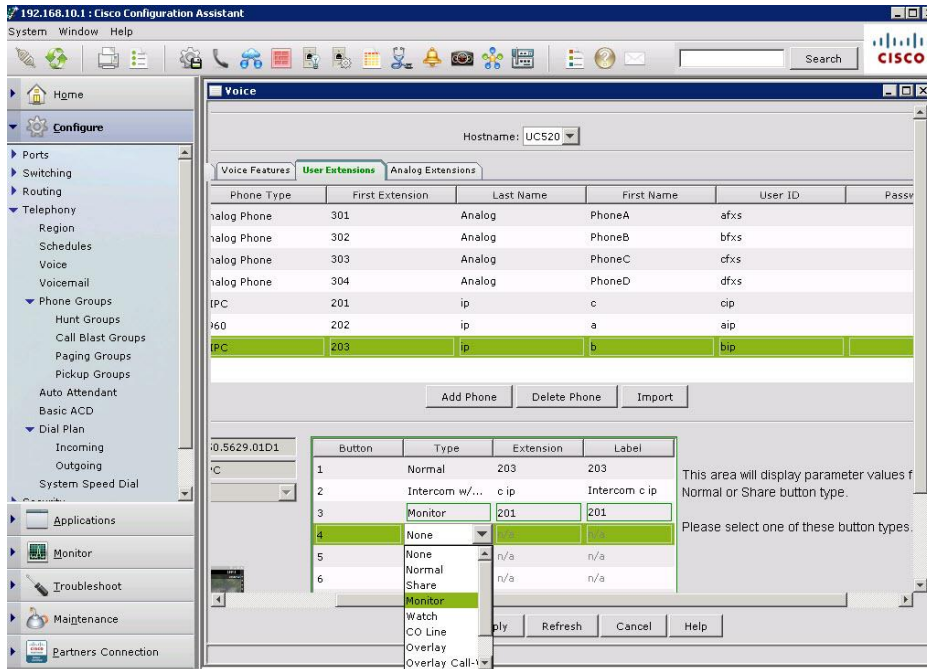 192.168.10.1 : Cisco Configuration Assistant
System Window Help
Search
CISCO
Home
Configure
Ports
Switching
Routing
Telephony
Region
Schedules
Voice
Voicemail
Phone Groups
Hunt Groups
Call Blast Groups
Paging Groups
Pickup Groups
Auto Attendant
Basic ACD
Dial Plan
Incoming
Outgoing
System Speed Dial
Applications
Monitor
Troubleshoot
Maintenance
Partners Connection
Voice
Hostname: UC520
Voice Features User Extensions Analog Extensions
Phone Type First Extension Last Name First Name User ID Passw
nalog Phone 301 Analog PhoneA afxs
nalog Phone 302 Analog PhoneB bfxs
nalog Phone 303 Analog PhoneC cfxs
nalog Phone 304 Analog PhoneD dfxs
IPC 201 ip c cip
960 202 ip a aip
IPC 203 ip b bip
Add Phone Delete Phone Import
50.5629.01D1
PC
Button Type Extension Label
1 Normal 203 203
2 Intercom w/... c ip Intercom c ip
3 Monitor 201 201
4 None n/a n/a
5 n/a n/a
6 n/a n/a
None
Normal
Share
Monitor
Watch
CO Line
Overlay
Overlay Call-
This area will display parameter values f
Normal or Share button type.
Please select one of these button types.
ply Refresh Cancel Help